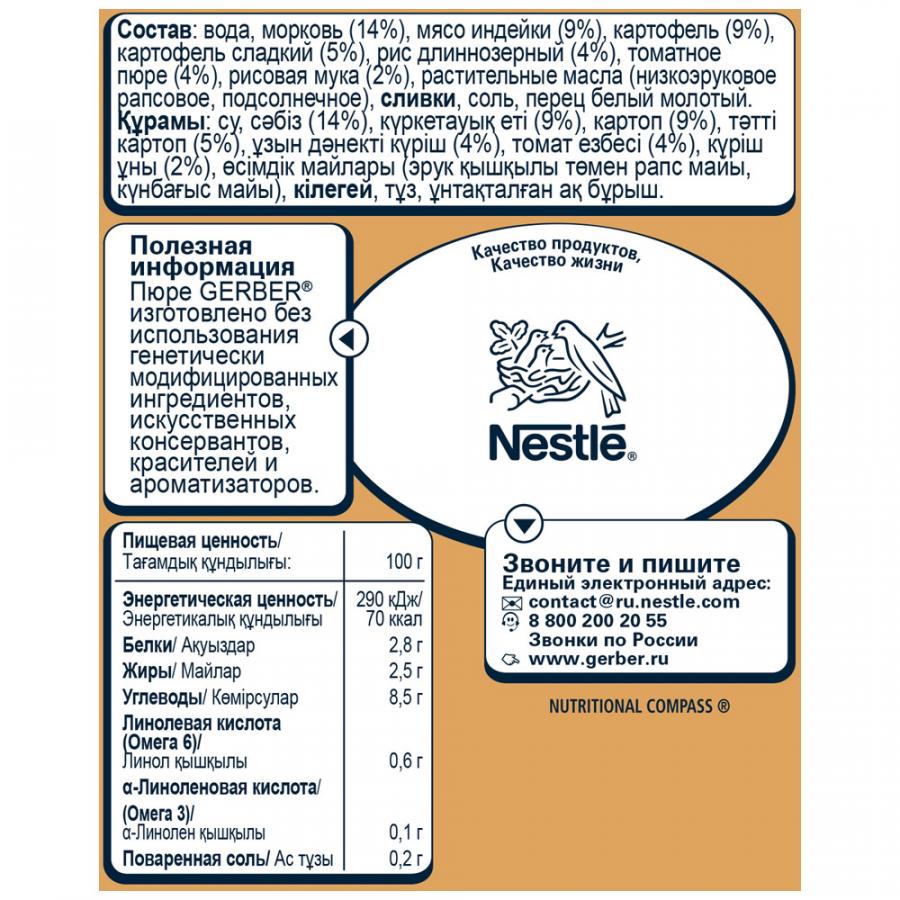 Состав: вода, морковь (14%), мясо индейки (9%), картофель (9%),
картофель сладкий (5%), рис длиннозерный (4%), томатное
пюре (4%), рисовая мука (2%), растительные масла (низкоэруковое
рапсовое, подсолнечное), сливки, соль, перец белый молотый.
Құрамы: су, сәбіз (14%), күркетауық еті (9%), картоп (9%), тәтті
картоп (5%), ұзын дәнекті күріш (4%), томат езбесі (4%), күріш
ұны (2%), өсімдік майлары (эрук қышқылы төмен рапс майы,
күнбағыс майы), кілегей, тұз, ұнтақталған ақ бұрыш.
Полезная
информация
Пюре GERBER®
изготовлено без
использования
генетически
модифицированных
ингредиентов,
искусственных
консервантов,
красителей и
ароматизаторов.
Качество продуктов,
Качество жизни
Nestlé®
Пищевая ценность/
Тағамдық құндылығы: 100 г
Энергетическая ценность/ 290 кДж/
Энергетикалық құндылығы 70 ккал
Белки/ Ақуыздар 2,8 г
Жиры/ Майлар 2,5 г
Углеводы/ Көмірсулар 8,5 г
Линолевая кислота
(Омега 6)/
Линол қышқылы 0,6 г
α-Линоленовая кислота/
(Омега 3)/
α-Линолен қышқылы 0,1 г
Поваренная соль/ Ас тұзы 0,2 г
Звоните и пишите
Единый электронный адрес:
contact@ru.nestle.com
8 800 200 20 55
Звонки по России
www.gerber.ru
NUTRITIONAL COMPASS ®